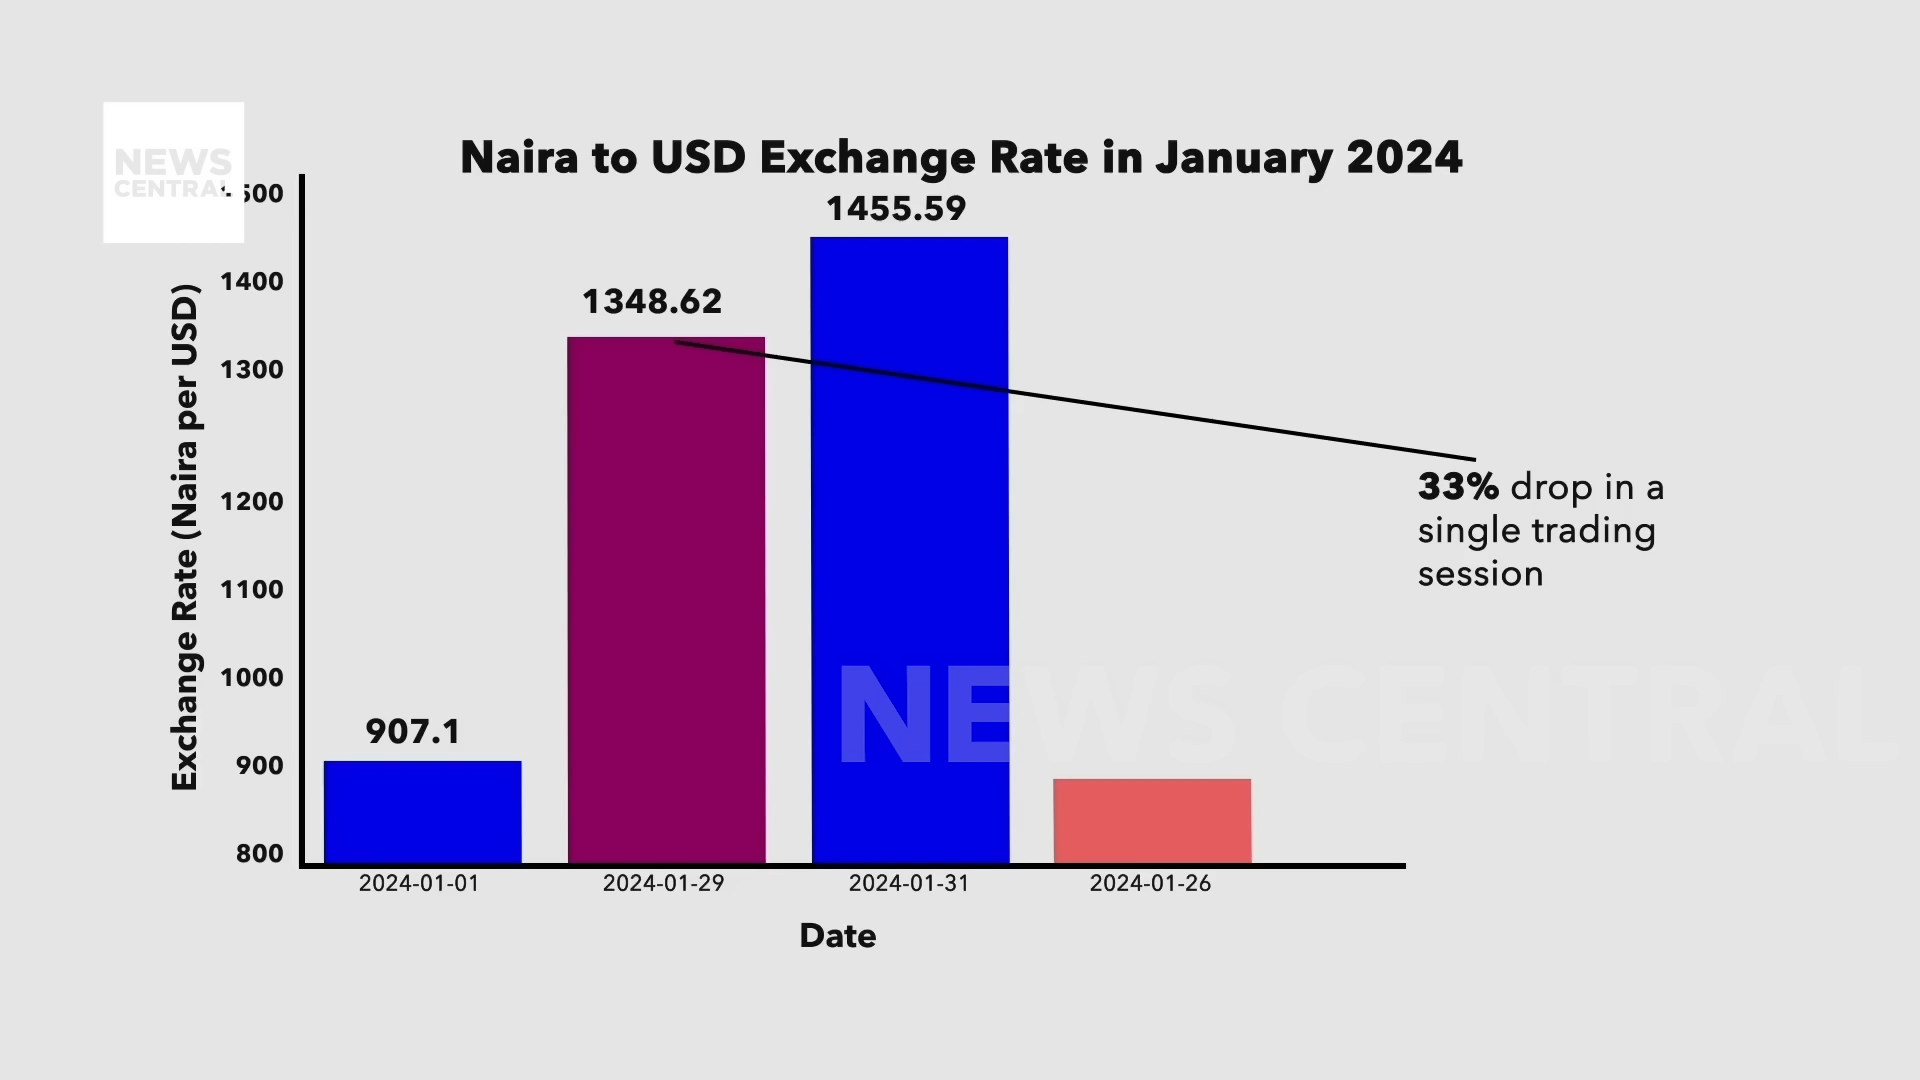 NEWS
CENTRAL
Naira to USD Exchange Rate in January 2024
Exchange Rate (Naira per USD)
1500
1400
1300
1200
1100
1000
900
800
907.1
1348.62
1455.59
33% drop in a
single trading
session
NEWS CENTRAL
2024-01-01
2024-01-29
2024-01-31
2024-01-26
Date